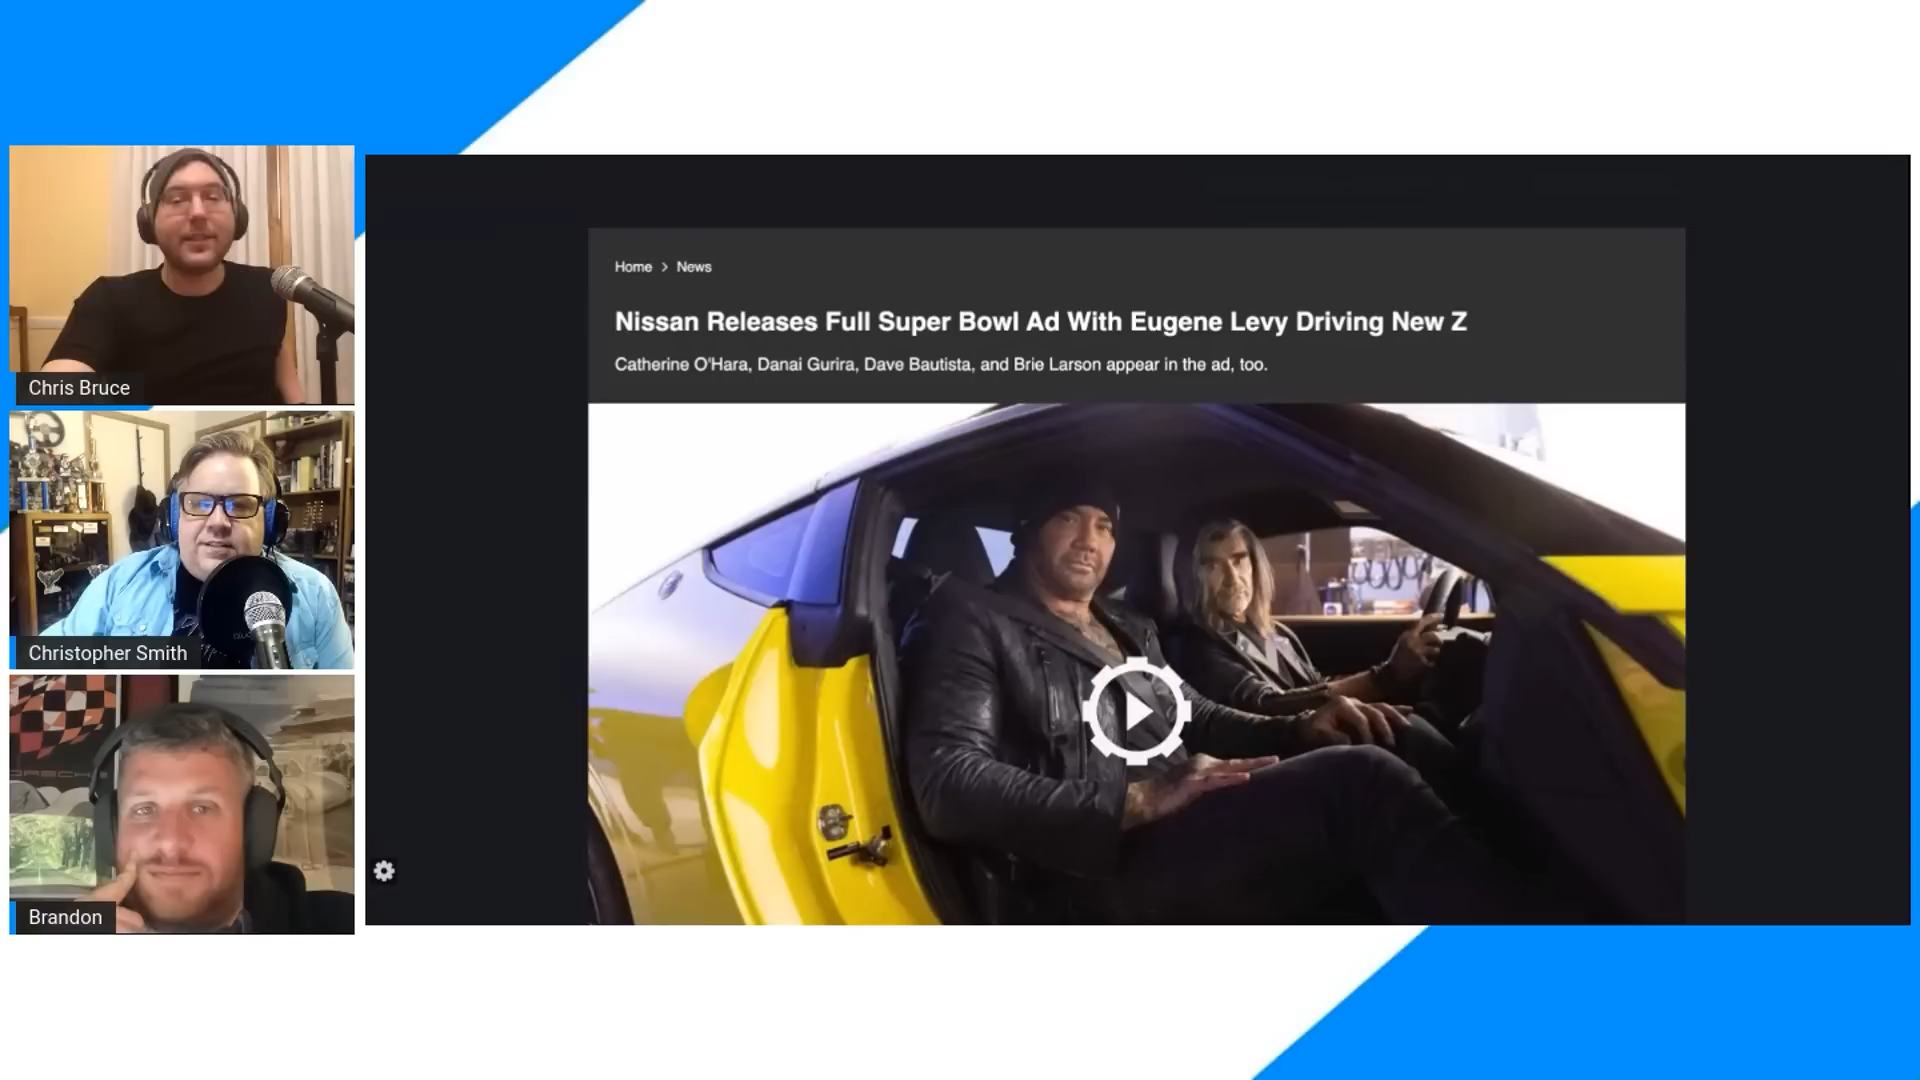 Chris Bruce
Christopher Smith
Brandon
Home > News
Nissan Releases Full Super Bowl Ad With Eugene Levy Driving New Z
Catherine O'Hara, Danai Gurira, Dave Bautista, and Brie Larson appear in the ad, too.